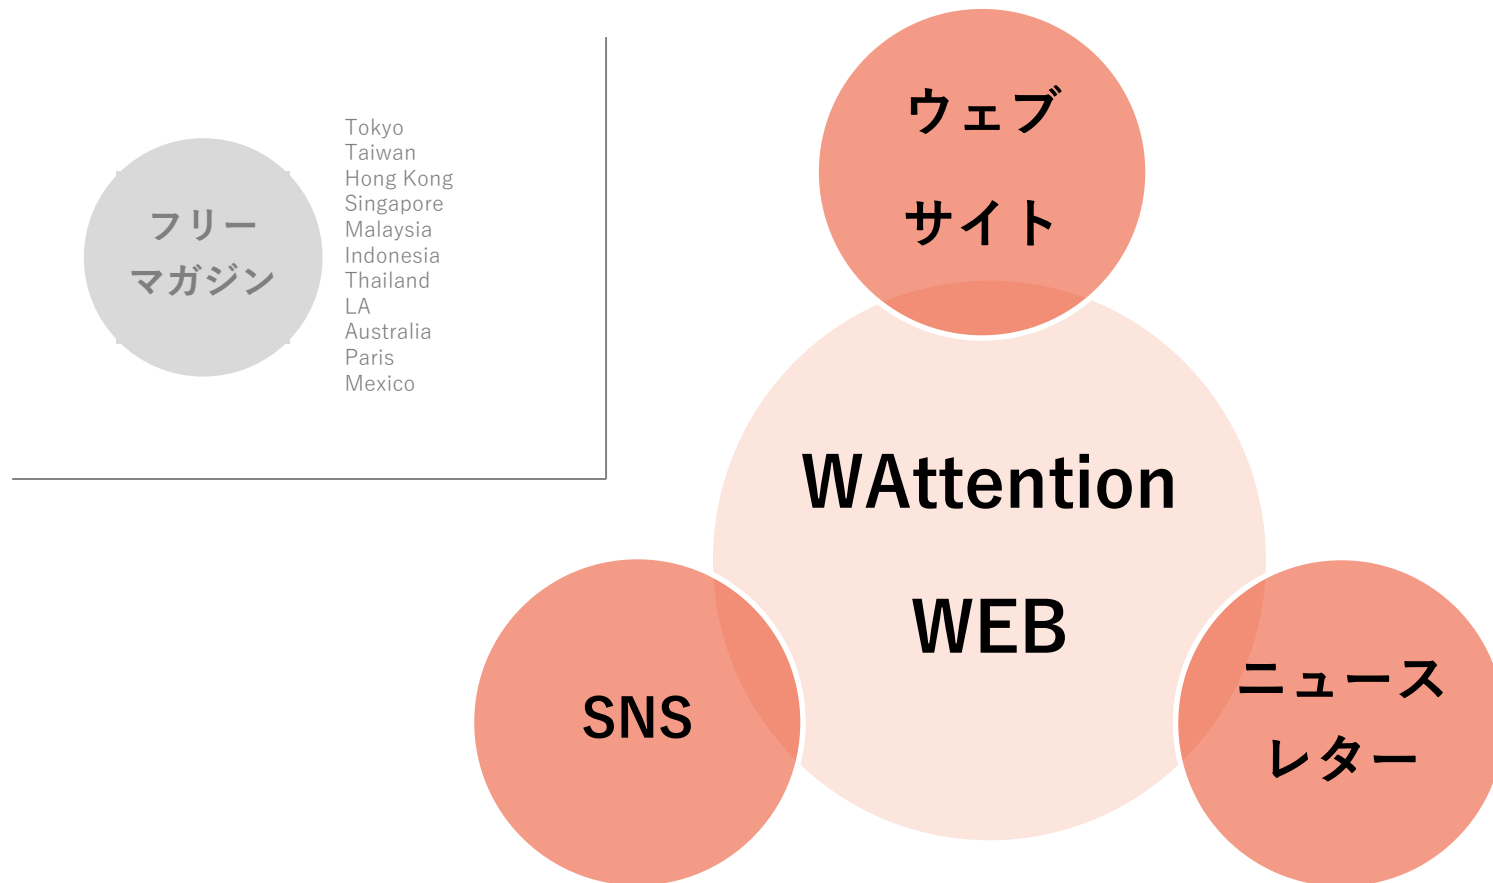 フリー
マガジン
Tokyo
Taiwan
Hong Kong
Singapore
Malaysia
Indonesia
Thailand
LA
Australia
Paris
Mexico
ウェブ
サイト
WAttention
WEB
SNS
ニュース
レター